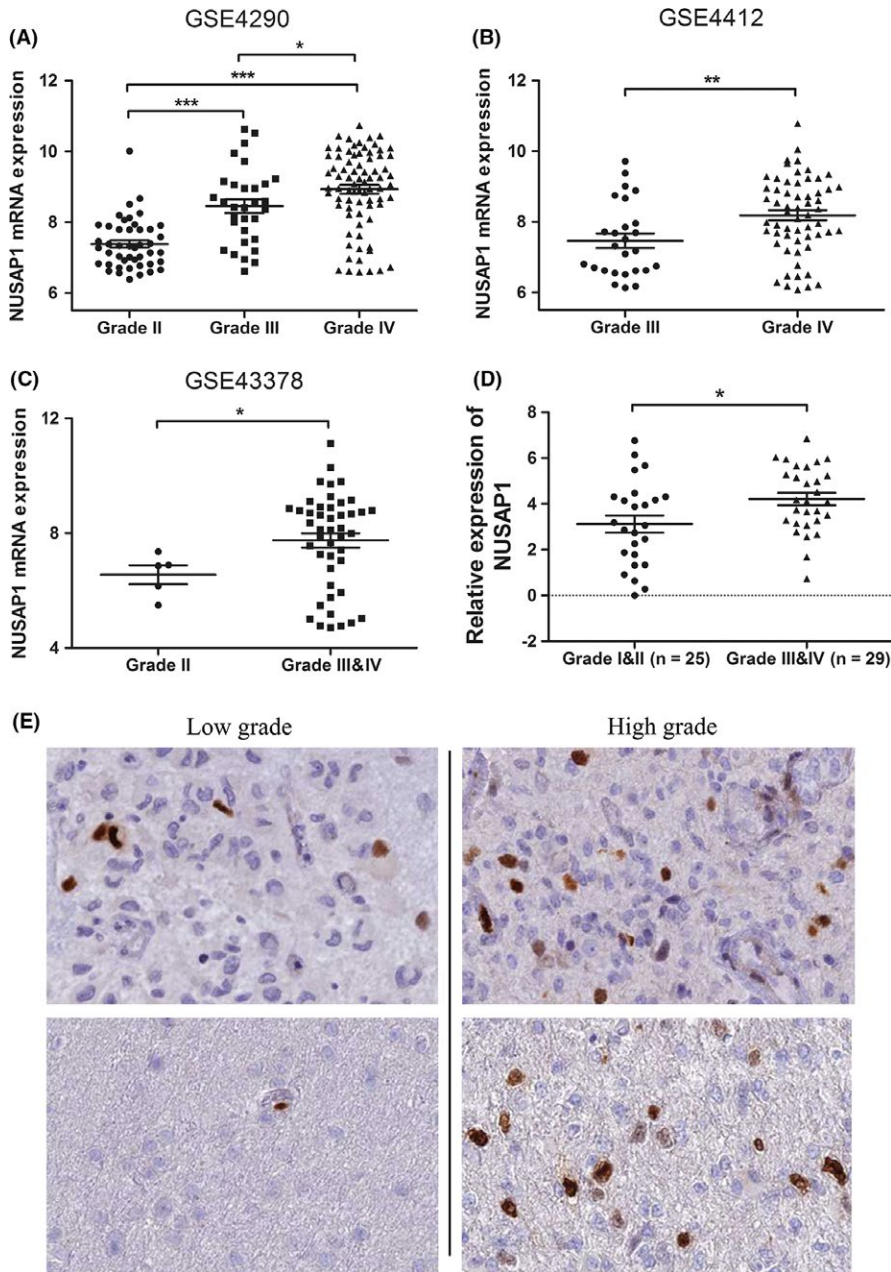 GSE4290
(A)
NUSAP1 mRNA expression
12
10
8
6
***
***
*
Grade II
Grade III
Grade IV
GSE4412
(B)
NUSAP1 mRNA expression
12
10
8
6
**
Grade III
Grade IV
GSE43378
(C)
NUSAP1 mRNA expression
12
8
4
*
Grade II
Grade III&IV
(D)
Relative expression of
NUSAP1
8
6
4
2
0
-2
*
Grade I&II (n = 25)
Grade III&IV (n = 29)
(E)
Low grade
High grade